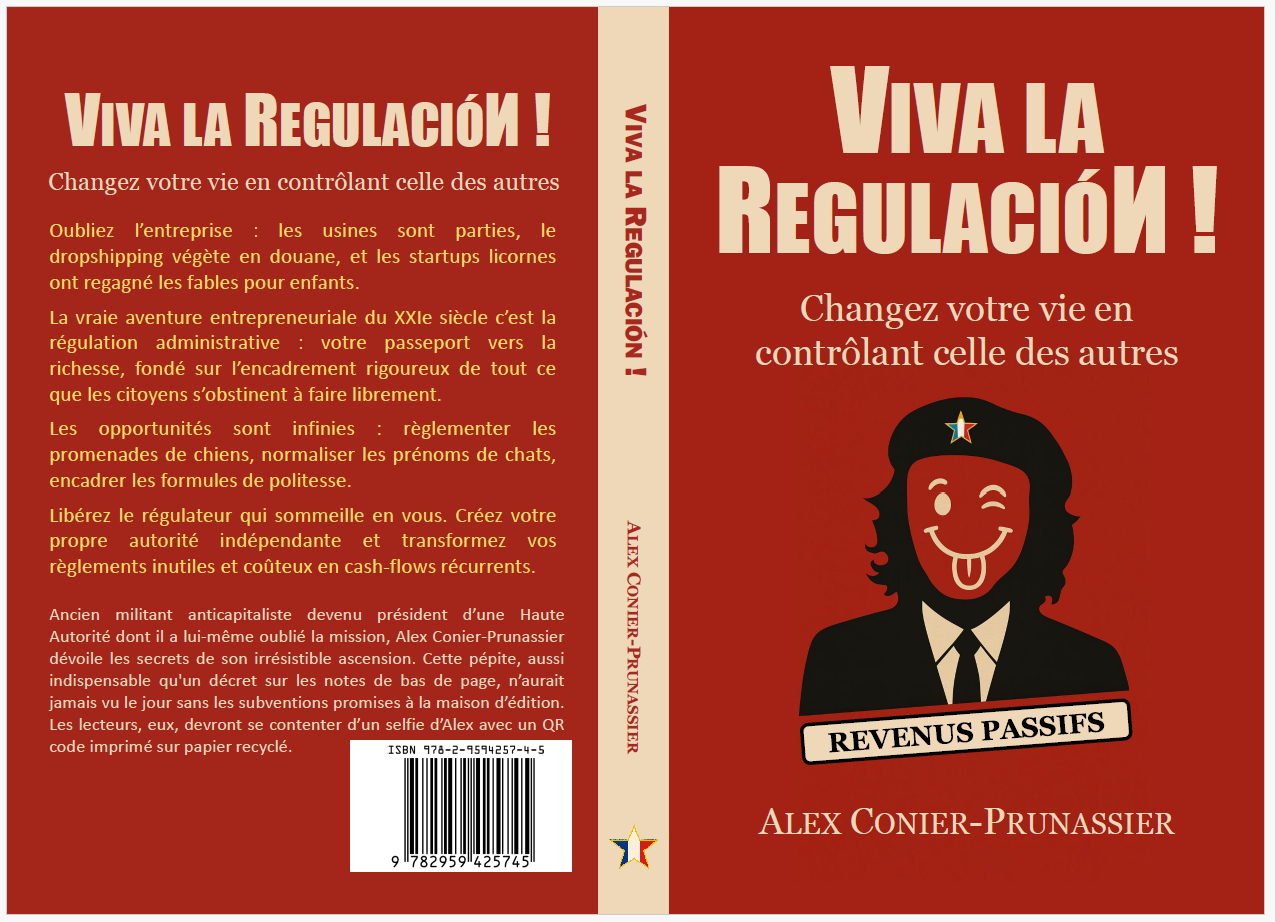 VIVA LA REGULACIÓИ !
Changez votre vie en contrôlant celle des autres
Oubliez l’entreprise : les usines sont parties, le
dropshipping végète en douane, et les startups licornes
ont regagné les fables pour enfants.
La vraie aventure entrepreneuriale du XXIe siècle c’est la
régulation administrative : votre passeport vers la
richesse, fondé sur l’encadrement rigoureux de tout ce
que les citoyens s’obstinent à faire librement.
Les opportunités sont infinies : règlementer les
promenades de chiens, normaliser les prénoms de chats,
encadrer les formules de politesse.
Libérez le régulateur qui sommeille en vous. Créez votre
propre autorité indépendante et transformez vos
règlements inutiles et coûteux en cash-flows récurrents.
Ancien militant anticapitaliste devenu président d’une Haute
Autorité dont il a lui-même oublié la mission, Alex Conier-Prunassier
dévoile les secrets de son irrésistible ascension. Cette pépite, aussi
indispensable qu'un décret sur les notes de bas de page, n’aurait
jamais vu le jour sans les subventions promises à la maison d’édition.
Les lecteurs, eux, devront se contenter d’un selfie d’Alex avec un QR
code imprimé sur papier recyclé.
ISBN 978-2-9594257-4-5
9 782959 425745
VIVA LA REGULACIÓN !
ALEX CONIER-PRUNASSIER
VIVA LA
REGULACIÓИ !
Changez votre vie en
contrôlant celle des autres
REVENUS PASSIFS
ALEX CONIER-PRUNASSIER